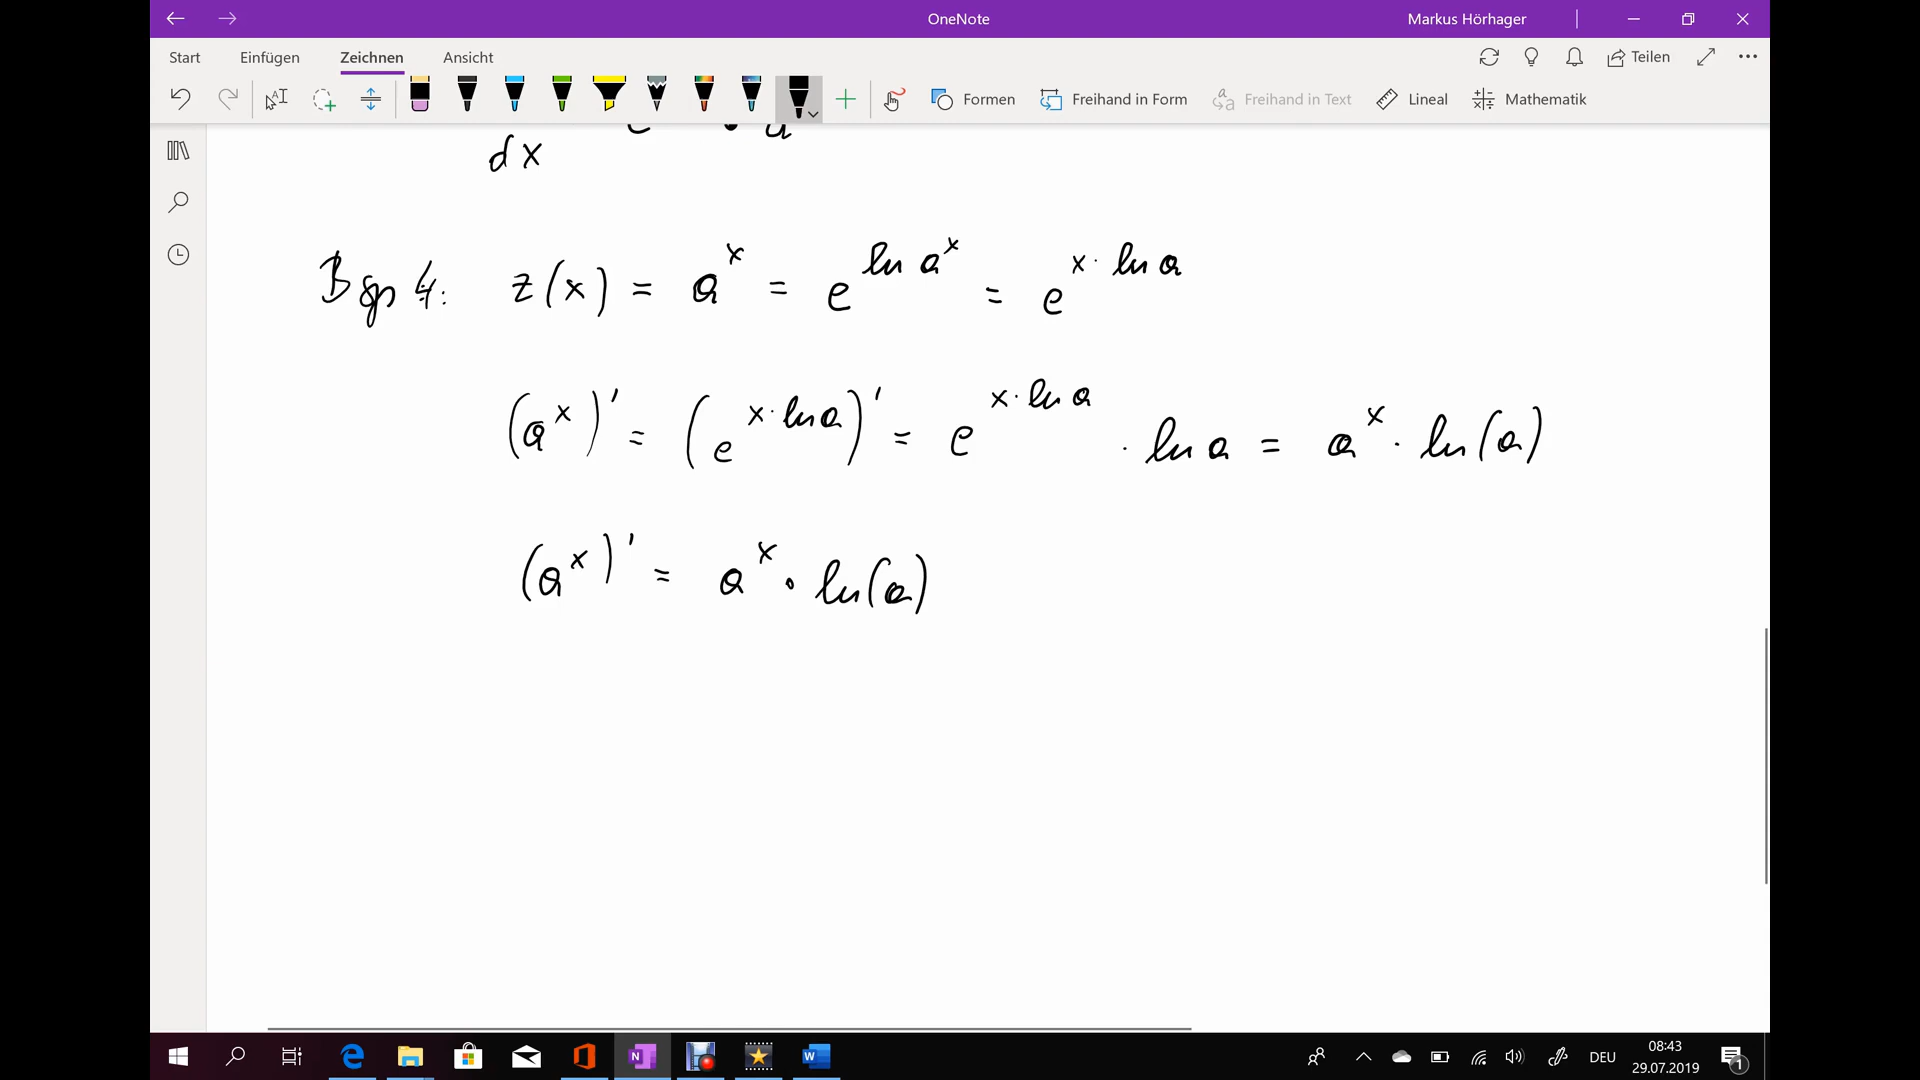 OneNote
Markus Hörhager
Start Einfügen Zeichnen Ansicht
Teilen
Formen Freihand in Form Freihand in Text Lineal Mathematik
dx
Bsp 4: z(x) = a^x = e^(ln a^x) = e^(x · ln a)
(a^x)' = (e^(x · ln a))' = e^(x · ln a) · ln a = a^x · ln(a)
(a^x)' = a^x · ln(a)
DEU
08:43
29.07.2019
1